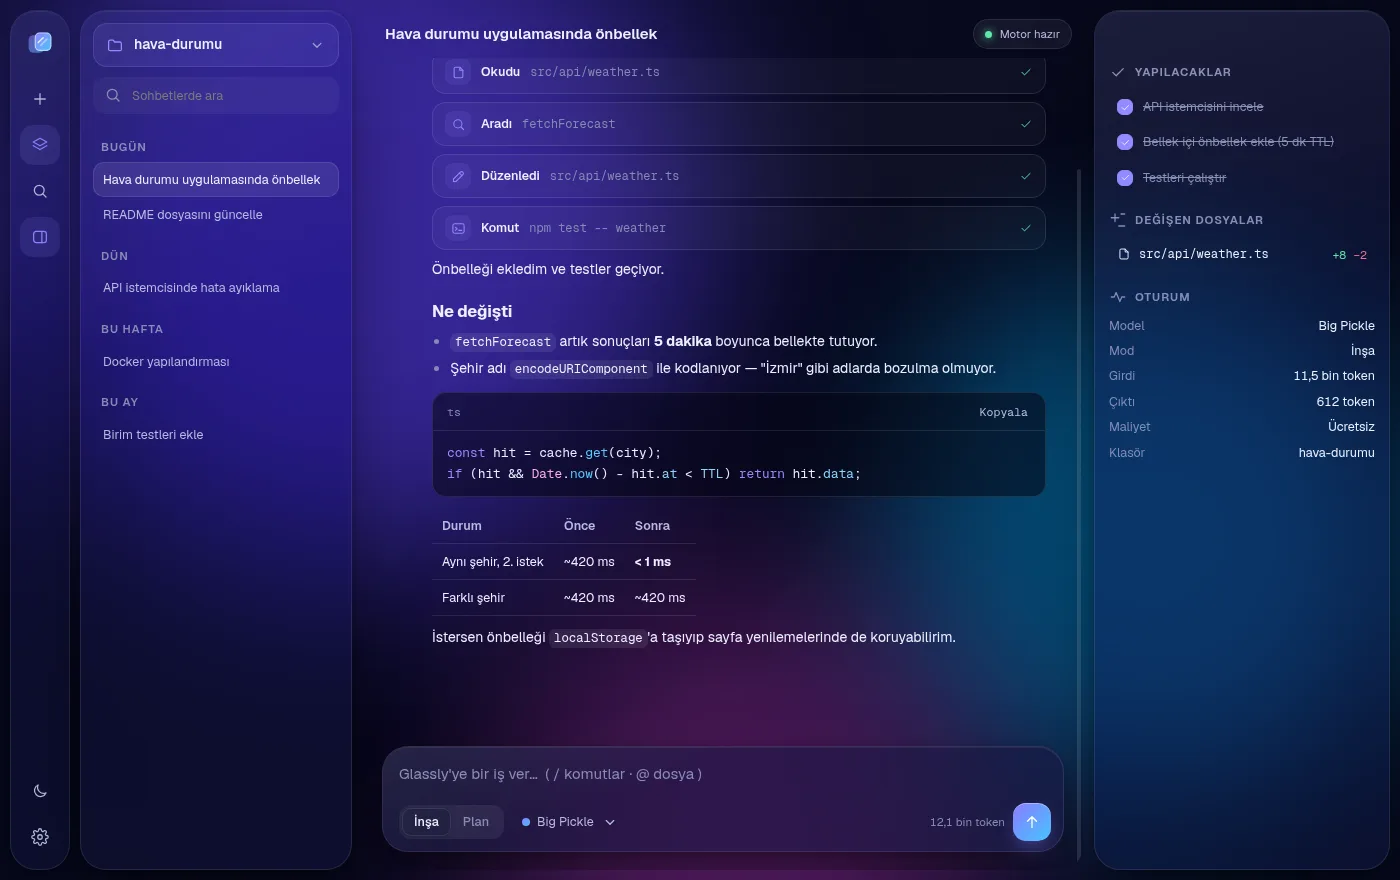 hava-durumu
Sohbetlerde ara
BUGÜN
Hava durumu uygulamasında önbellek
README dosyasını güncelle
DÜN
API istemcisinde hata ayıklama
BU HAFTA
Docker yapılandırması
BU AY
Birim testleri ekle
Hava durumu uygulamasında önbellek
Motor hazır
Okudu src/api/weather.ts
Aradı fetchForecast
Düzenledi src/api/weather.ts
Komut npm test -- weather
Önbelleği ekledim ve testler geçiyor.
Ne değişti
fetchForecast artık sonuçları 5 dakika boyunca bellekte tutuyor.
Şehir adı encodeURIComponent ile kodlanıyor — "İzmir" gibi adlarda bozulma olmuyor.
ts Kopyala
const hit = cache.get(city);
if (hit && Date.now() - hit.at < TTL) return hit.data;
Durum Önce Sonra
Aynı şehir, 2. istek ~420 ms < 1 ms
Farklı şehir ~420 ms ~420 ms
İstersen önbelleği localStorage'a taşıyıp sayfa yenilemelerinde de koruyabilirim.
Glassly'ye bir iş ver… ( / komutlar · @ dosya )
İnşa Plan Big Pickle 12,1 bin token
YAPILACAKLAR
API istemcisini incele
Bellek içi önbellek ekle (5 dk TTL)
Testleri çalıştır
DEĞİŞEN DOSYALAR
src/api/weather.ts +8 −2
OTURUM
Model Big Pickle
Mod İnşa
Girdi 11,5 bin token
Çıktı 612 token
Maliyet Ücretsiz
Klasör hava-durumu